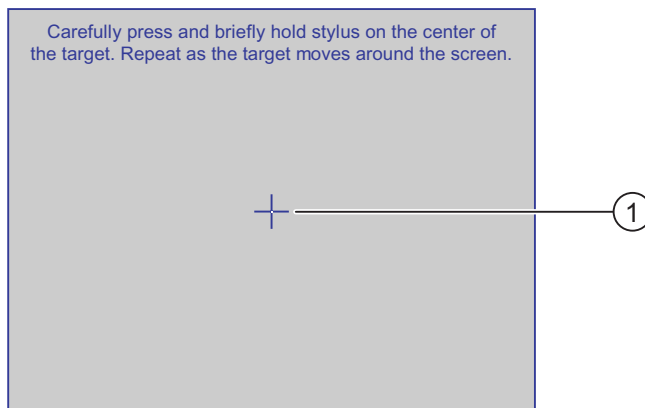 Carefully press and briefly hold stylus on the center of
the target. Repeat as the target moves around the screen.
1